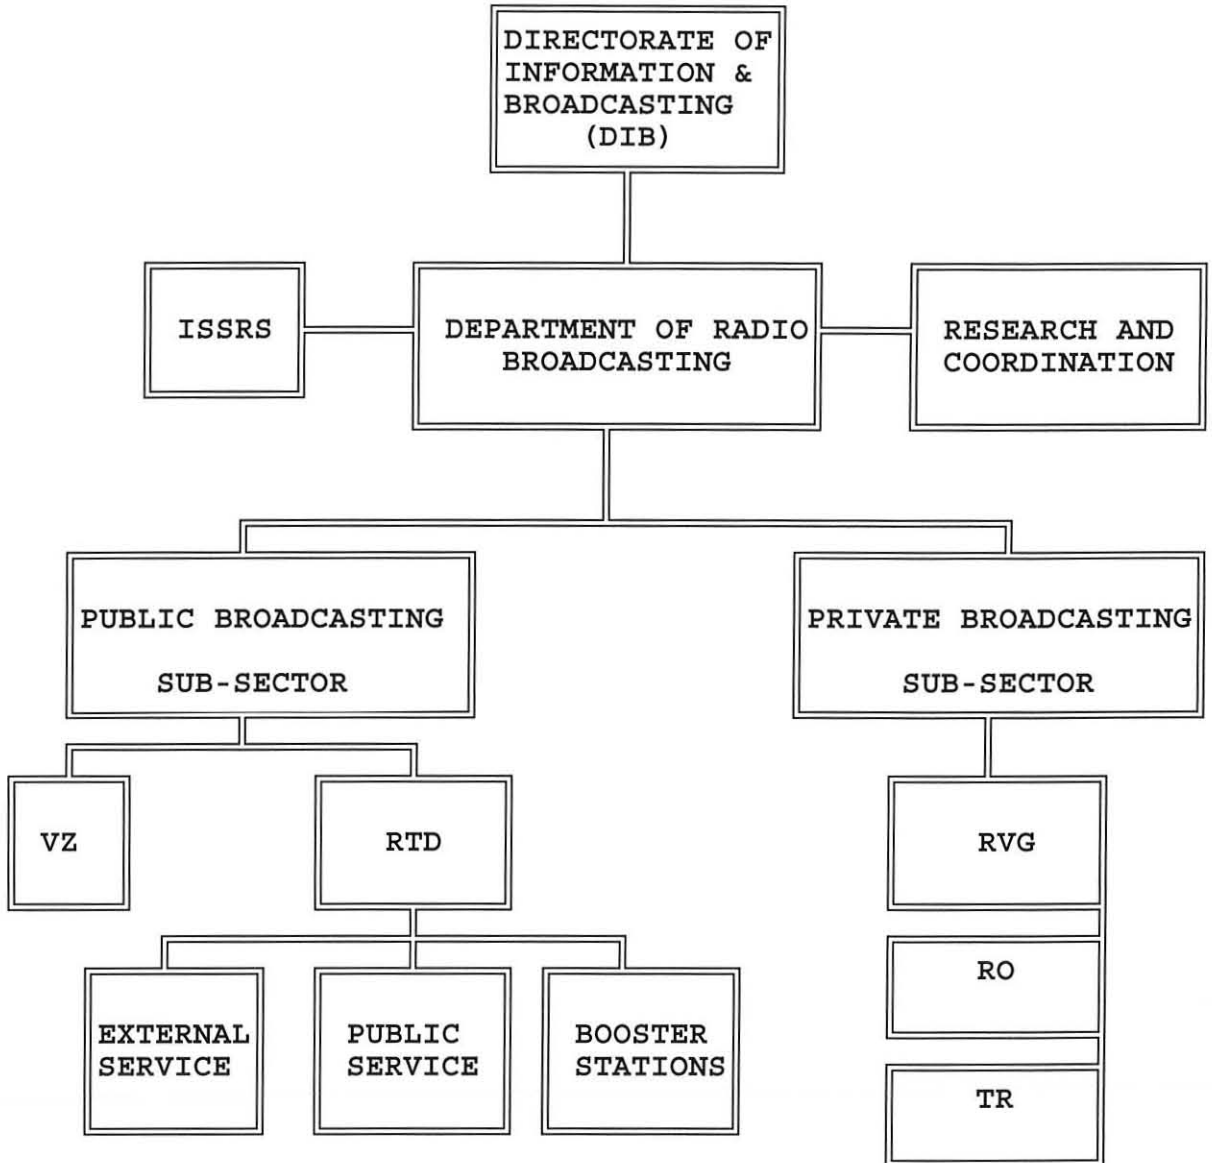 DIRECTORATE OF
INFORMATION &
BROADCASTING
(DIB)
ISSRS
DEPARTMENT OF RADIO
BROADCASTING
RESEARCH AND
COORDINATION
PUBLIC BROADCASTING
SUB-SECTOR
PRIVATE BROADCASTING
SUB-SECTOR
VZ
RTD
RVG
RO
EXTERNAL
SERVICE
PUBLIC
SERVICE
BOOSTER
STATIONS
TR